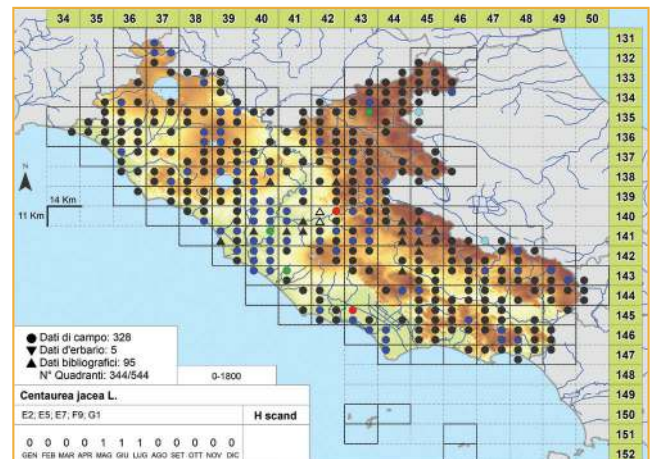 34 35 36 37 38 39 40 41 42 43 44 45 46 47 48 49 50
131
132
133
134
135
136
137
138
139
140
141
142
143
144
145
146
147
148
149
150
151
152
N
14 Km
11 Km
Dati di campo: 328
Dati d'erbario: 5
Dati bibliografici: 95
N° Quadranti: 344/544
0-1800
Centaurea jacea L.
E2; E5; E7; F9; G1
H scand
0 0 0 0 1 1 1 0 0 0 0 0
GEN FEB MAR APR MAG GIU LUG AGO SET OTT NOV DIC